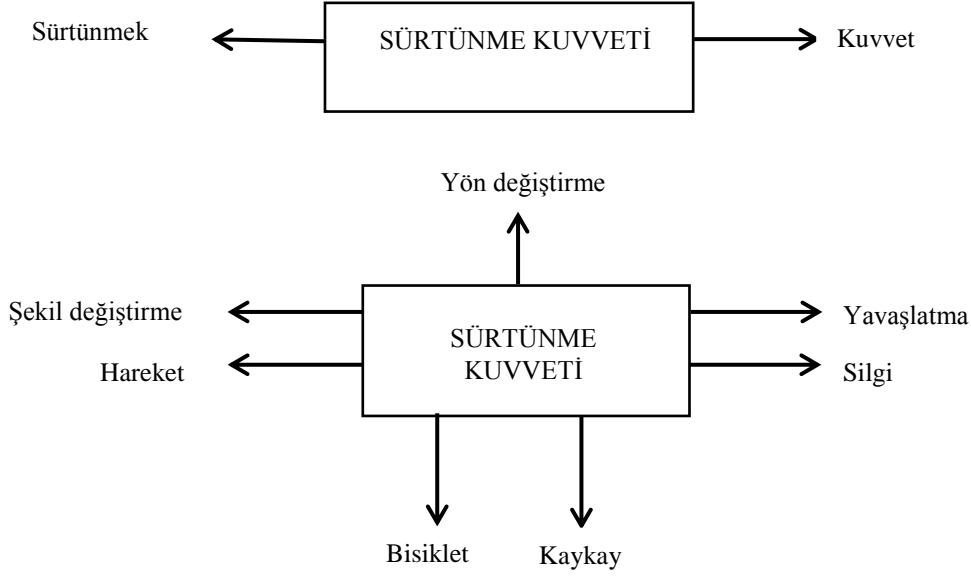 Sürtünmek
SÜRTÜNME KUVVETİ
Kuvvet
Yön değiştirme
Şekil değiştirme
SÜRTÜNME
KUVVETİ
Yavaşlatma
Hareket
Silgi
Bisiklet
Kaykay